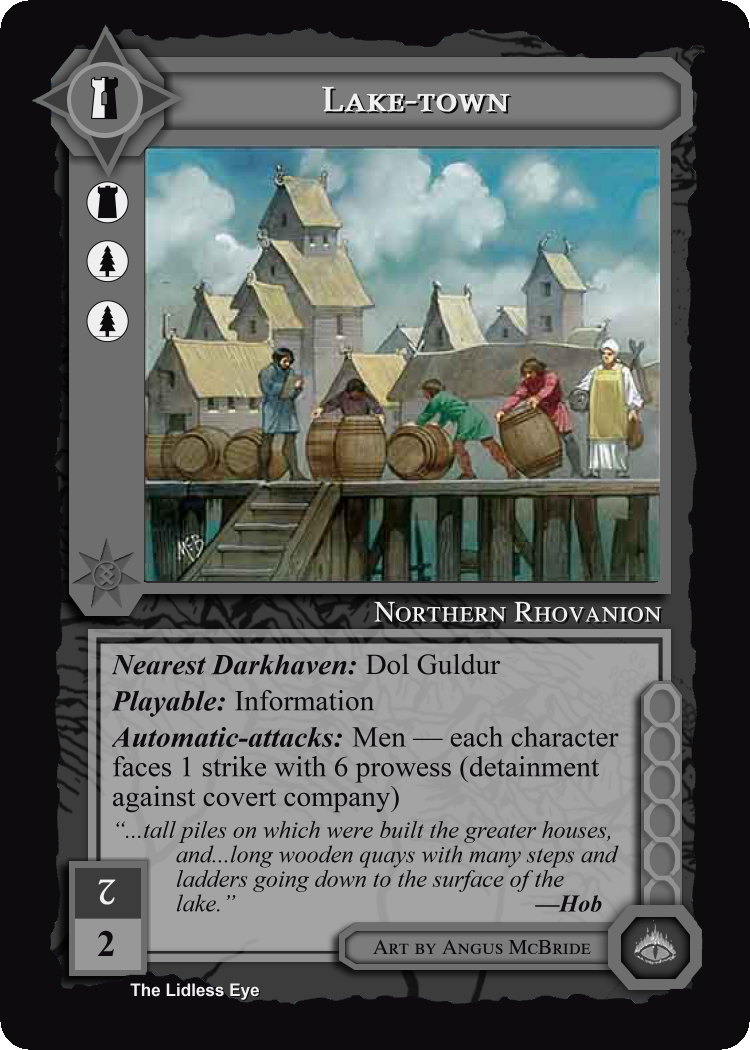 Lake-town
McB
Northern Rhovanion
Nearest Darkhaven: Dol Guldur
Playable: Information
Automatic-attacks: Men — each character
faces 1 strike with 6 prowess (detainment
against covert company)
“...tall piles on which were built the greater houses,
and...long wooden quays with many steps and
ladders going down to the surface of the
lake.” —Hob
2
2
Art by Angus McBride
The Lidless Eye